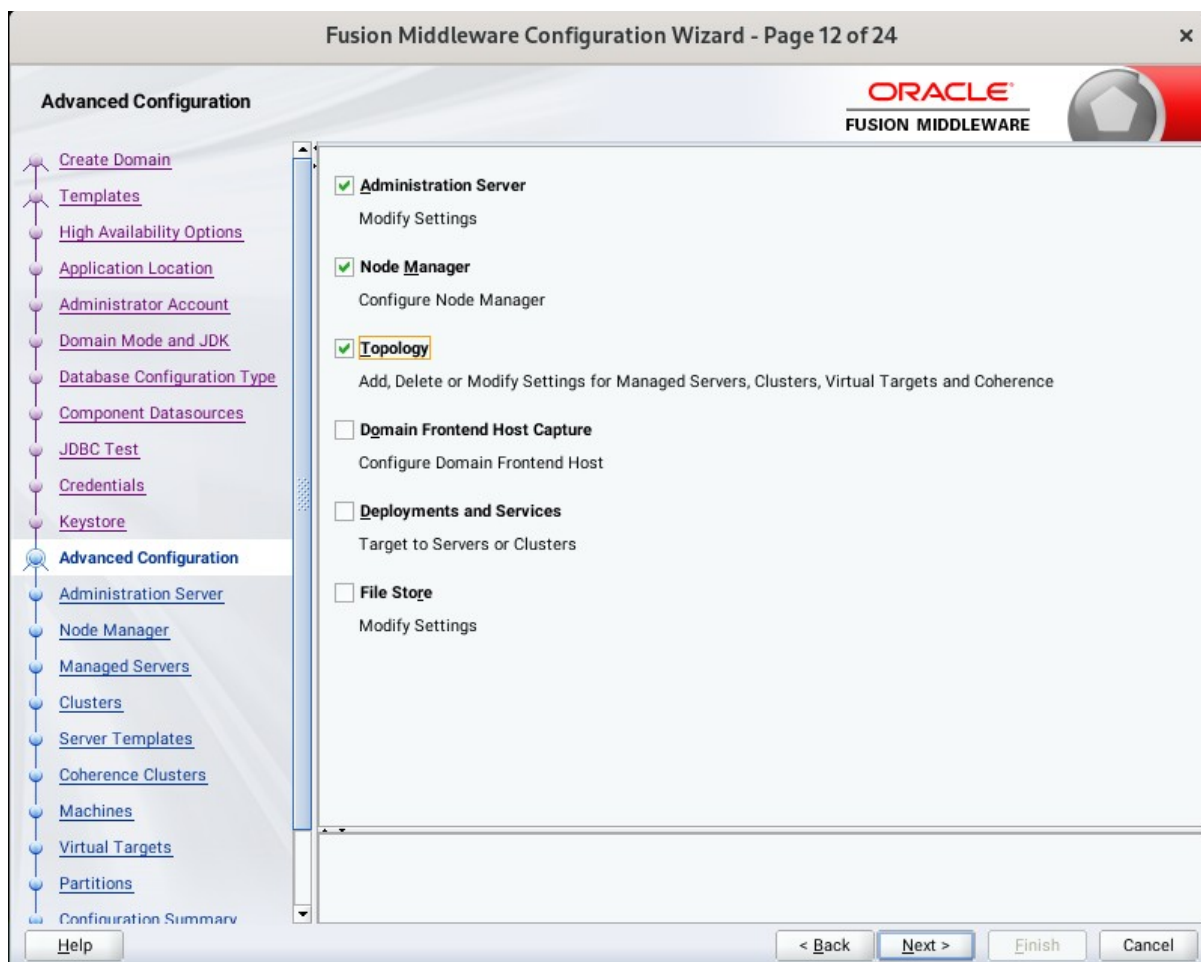 Fusion Middleware Configuration Wizard - Page 12 of 24
Advanced Configuration
ORACLE
FUSION MIDDLEWARE
Create Domain
Templates
High Availability Options
Application Location
Administrator Account
Domain Mode and JDK
Database Configuration Type
Component Datasources
JDBC Test
Credentials
Keystore
Advanced Configuration
Administration Server
Node Manager
Managed Servers
Clusters
Server Templates
Coherence Clusters
Machines
Virtual Targets
Partitions
Configuration Summary
Administration Server
Modify Settings
Node Manager
Configure Node Manager
Topology
Add, Delete or Modify Settings for Managed Servers, Clusters, Virtual Targets and Coherence
Domain Frontend Host Capture
Configure Domain Frontend Host
Deployments and Services
Target to Servers or Clusters
File Store
Modify Settings
Help
< Back
Next >
Finish
Cancel